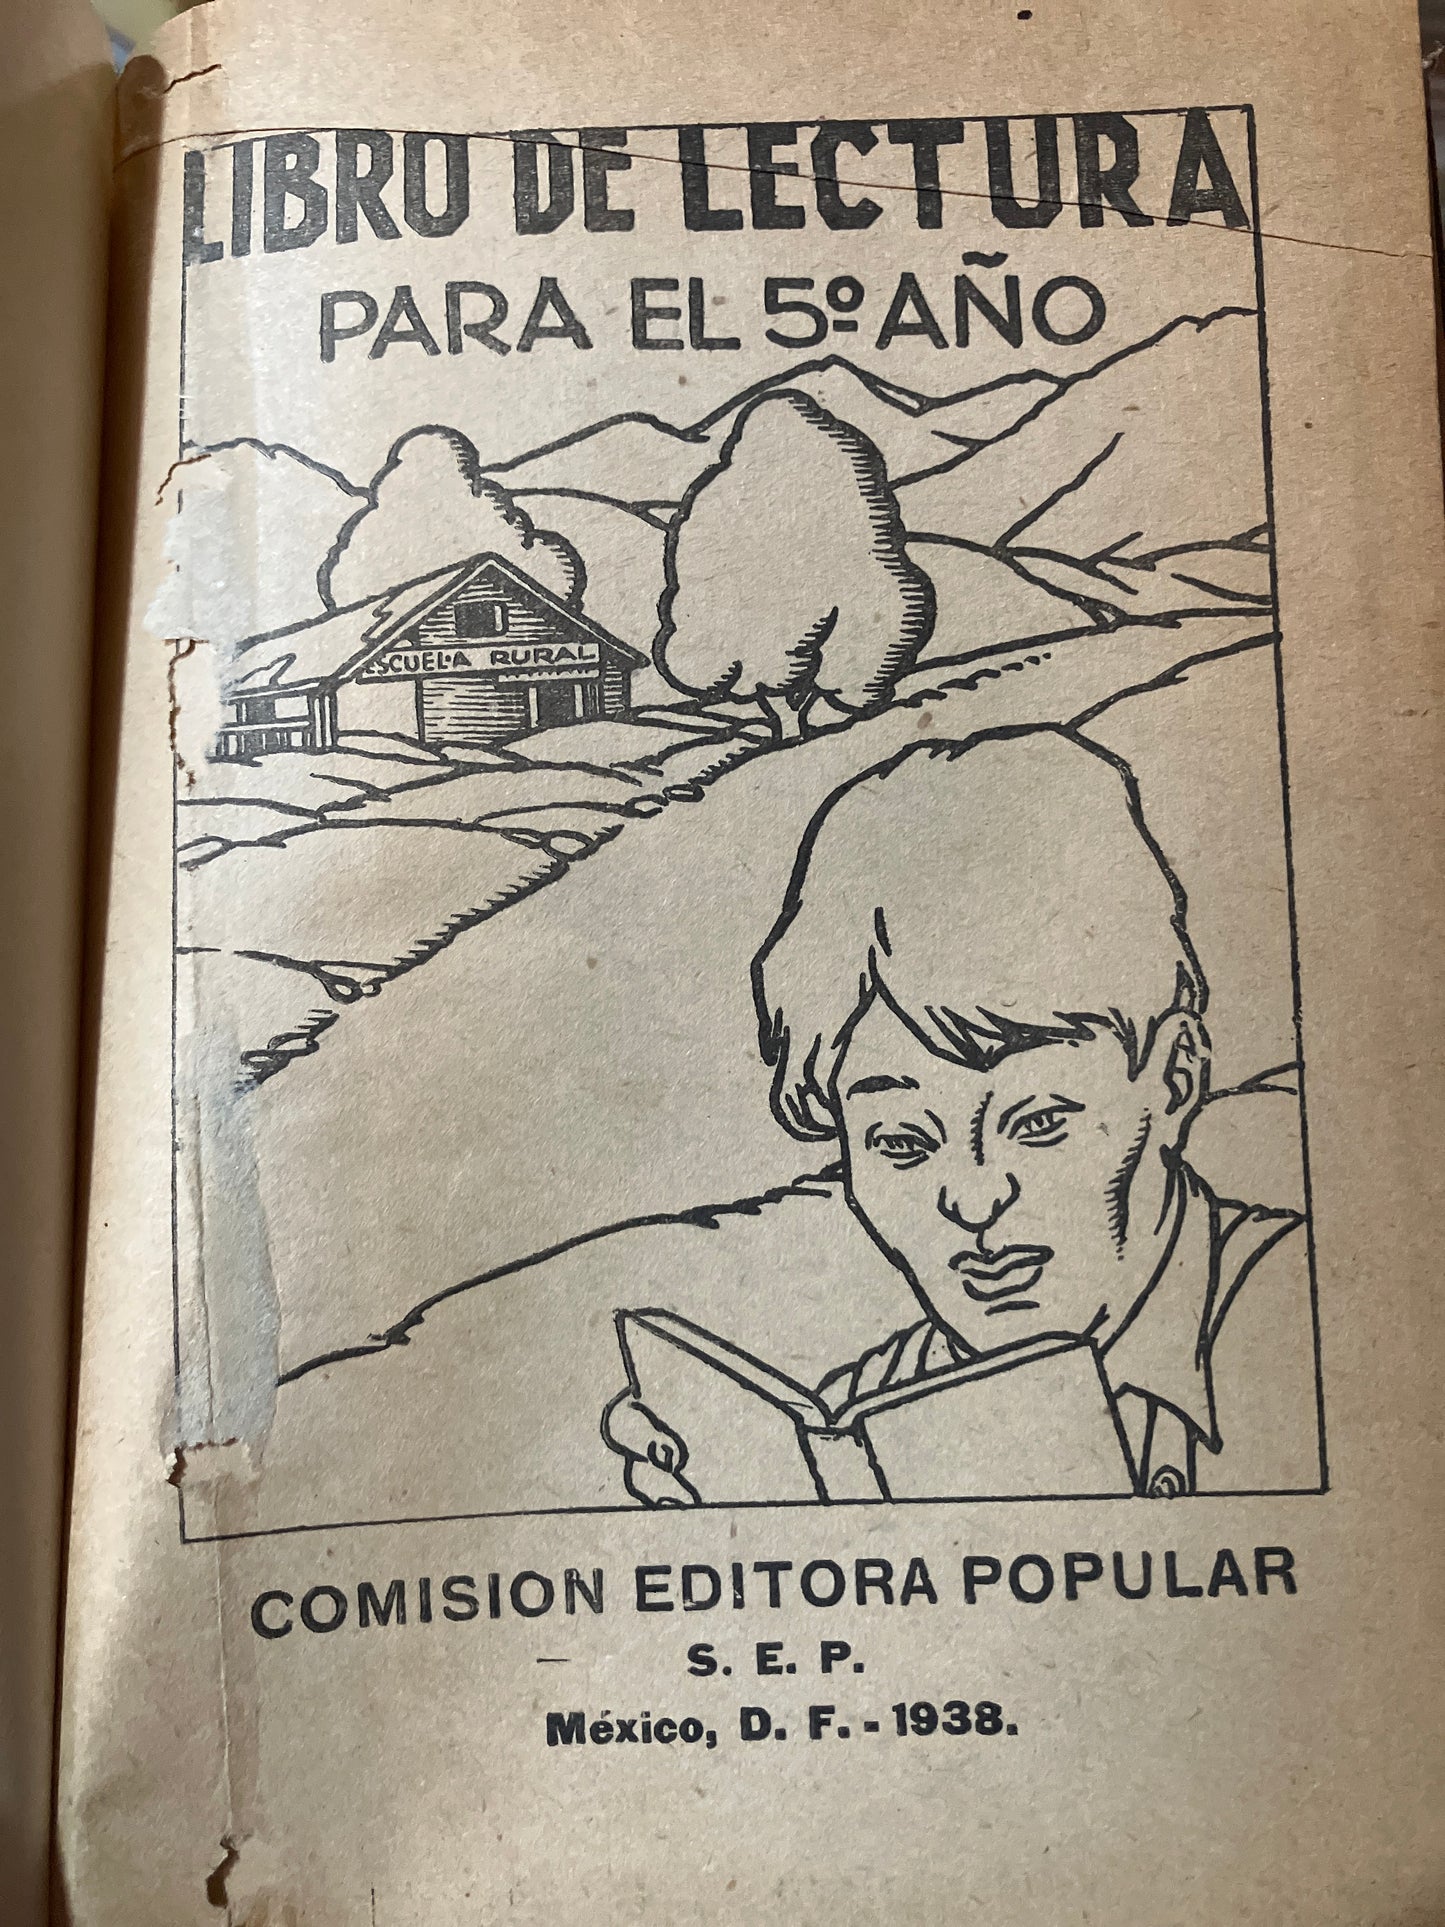 LIBRO DE LECTURA
PARA EL 5º AÑO
ESCUELA RURAL
COMISION EDITORA POPULAR
S. E. P.
México, D. F. - 1938.